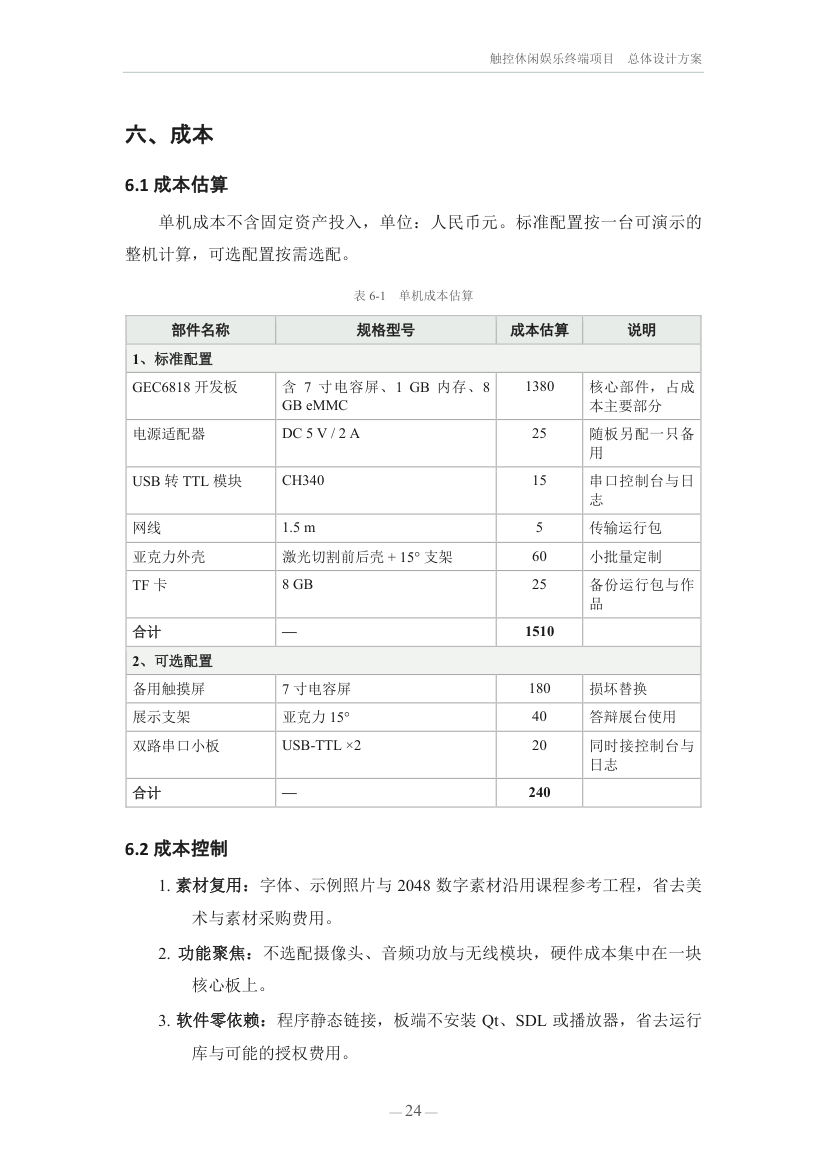 触控休闲娱乐终端项目 总体设计方案
六、成本
6.1 成本估算
单机成本不含固定资产投入，单位：人民币元。标准配置按一台可演示的
整机计算，可选配置按需选配。
表 6-1 单机成本估算
部件名称 规格型号 成本估算 说明
1、标准配置
GEC6818 开发板 含 7 寸电容屏、1 GB 内存、8 1380 核心部件，占成
GB eMMC 本主要部分
电源适配器 DC 5 V / 2 A 25 随板另配一只备
用
USB 转 TTL 模块 CH340 15 串口控制台与日
志
网线 1.5 m 5 传输运行包
亚克力外壳 激光切割前后壳 + 15° 支架 60 小批量定制
TF 卡 8 GB 25 备份运行包与作
品
合计 — 1510
2、可选配置
备用触摸屏 7 寸电容屏 180 损坏替换
展示支架 亚克力 15° 40 答辩展台使用
双路串口小板 USB-TTL ×2 20 同时接控制台与
日志
合计 — 240
6.2 成本控制
1. 素材复用：字体、示例照片与 2048 数字素材沿用课程参考工程，省去美
术与素材采购费用。
2. 功能聚焦：不选配摄像头、音频功放与无线模块，硬件成本集中在一块
核心板上。
3. 软件零依赖：程序静态链接，板端不安装 Qt、SDL 或播放器，省去运行
库与可能的授权费用。
— 24 —